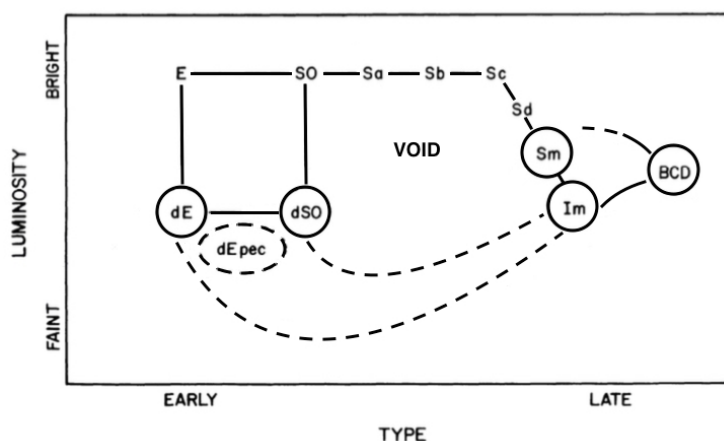 BRIGHT
E SO Sa Sb Sc
Sd
VOID
Sm
BCD
LUMINOSITY
dE dSO Im
dEpec
FAINT
EARLY LATE
TYPE